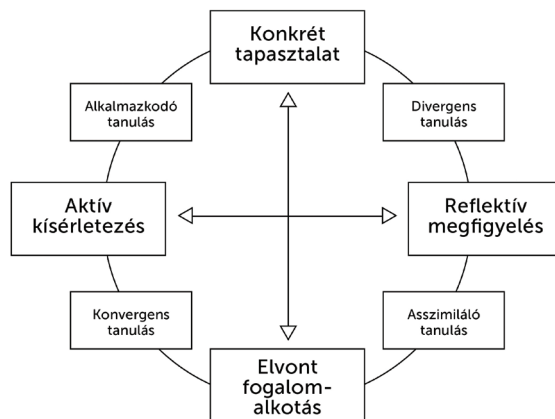 Konkrét
tapasztalat
Alkalmazkodó
tanulás
Divergens
tanulás
Aktív
kísérletezés
Reflektív
megfigyelés
Konvergens
tanulás
Asszimiláló
tanulás
Elvont
fogalom-
alkotás